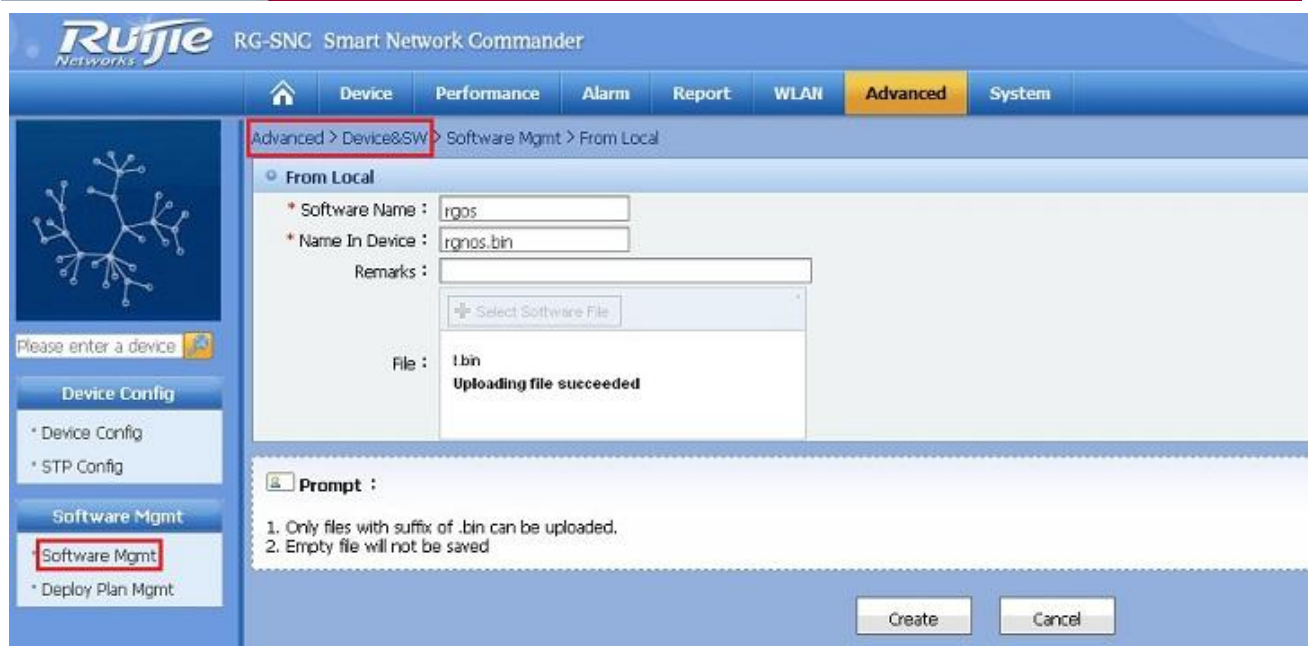 Ruijie
Networks
RG-SNC Smart Network Commander
Device Performance Alarm Report WLAN Advanced System
Advanced > Device&SW > Software Mgmt > From Local
From Local
* Software Name : rgos
* Name In Device : rgnos.bin
Remarks :
Select Software File
File :
t.bin
Uploading file succeeded
Please enter a device
Device Config
Device Config
STP Config
Software Mgmt
Software Mgmt
Deploy Plan Mgmt
Prompt :
1. Only files with suffix of .bin can be uploaded.
2. Empty file will not be saved
Create Cancel